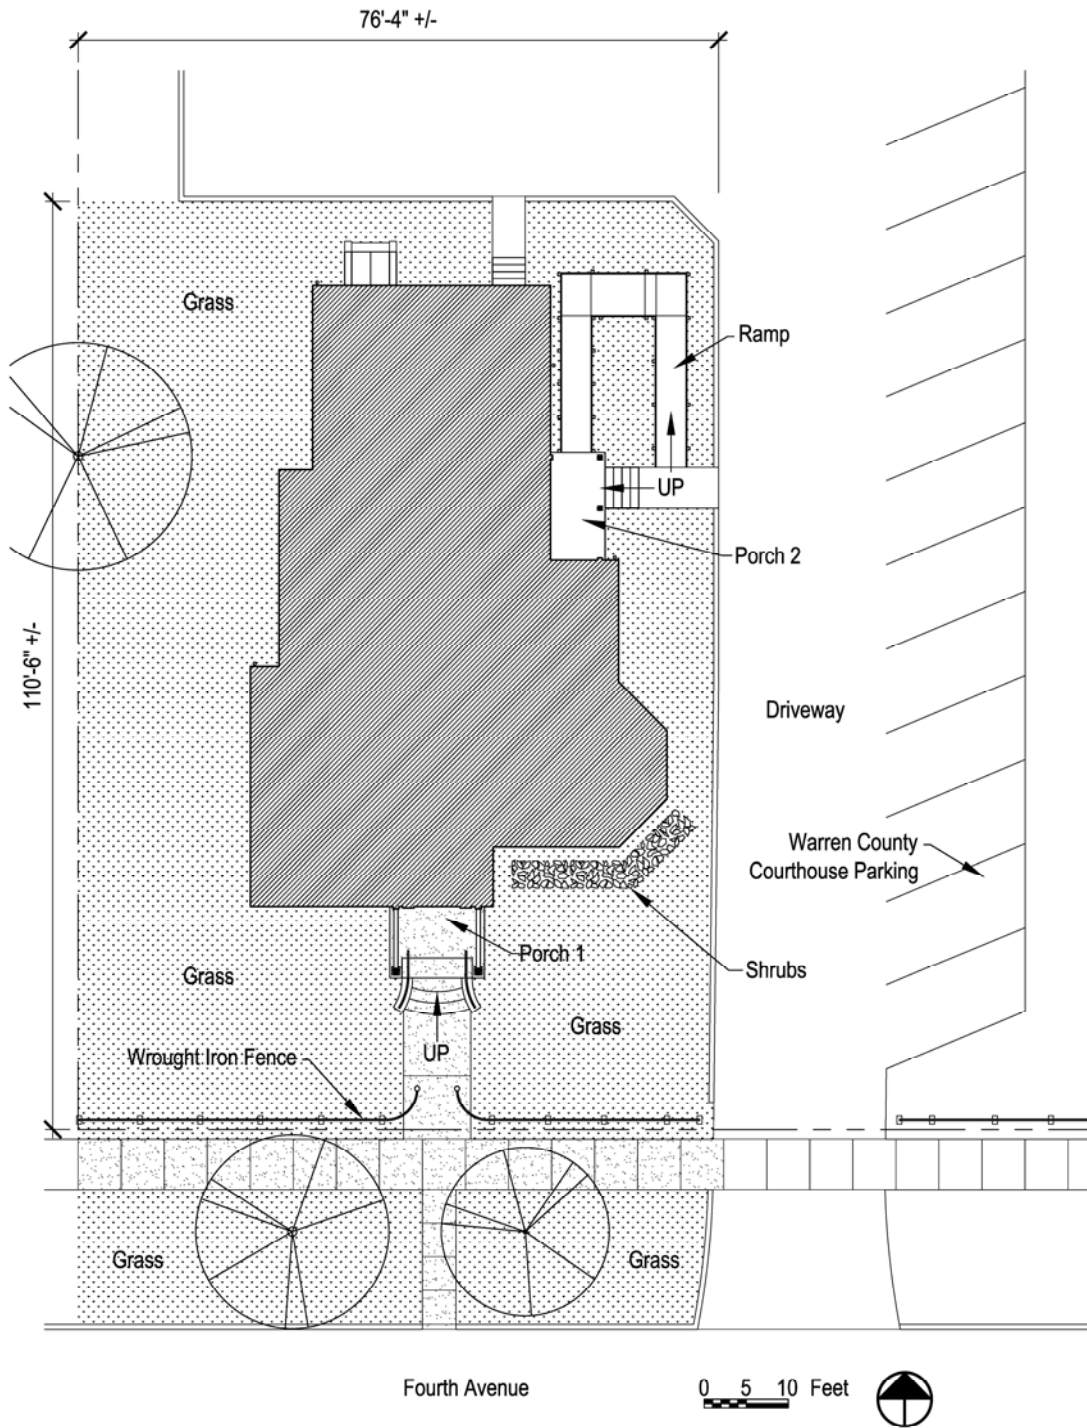 76'-4" +/-
Grass
Ramp
UP
Porch 2
110'-6" +/-
Driveway
Warren County
Courthouse Parking
Porch 1
Shrubs
Grass
Grass
UP
Wrought Iron Fence
Grass
Grass
Fourth Avenue
0 5 10 Feet